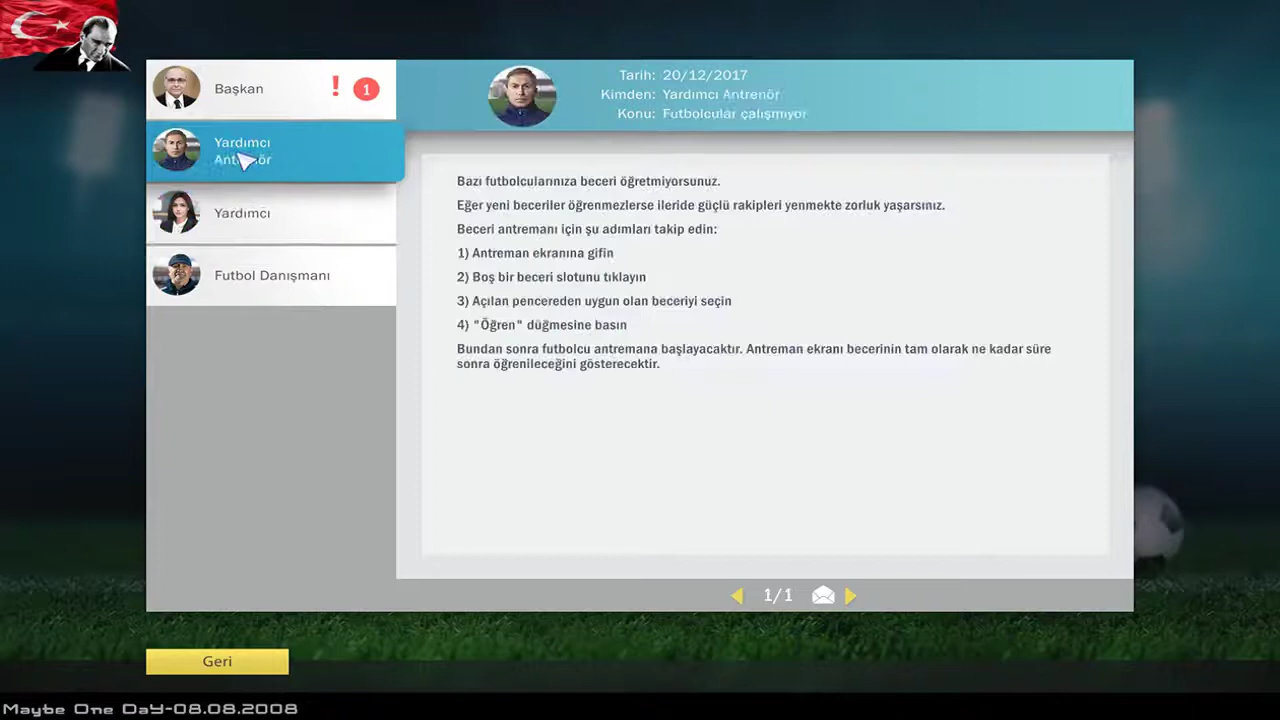 Başkan
! 1
Yardımcı
Antrenör
Yardımcı
Futbol Danışmanı
Tarih: 20/12/2017
Kimden: Yardımcı Antrenör
Konu: Futbolcular çalışmıyor
Bazı futbolcularınıza beceri öğretmiyorsunuz.
Eğer yeni beceriler öğrenmezlerse ileride güçlü rakipleri yenmekte zorluk yaşarsınız.
Beceri antremanı için şu adımları takip edin:
1) Antreman ekranına gifin
2) Boş bir beceri slotunu tıklayın
3) Açılan pencereden uygun olan beceriyi seçin
4) "Öğren" düğmesine basın
Bundan sonra futbolcu antremana başlayacaktır. Antreman ekranı becerinin tam olarak ne kadar süre
sonra öğrenileceğini gösterecektir.
1/1
Geri
Maybe One Day-08.08.2008